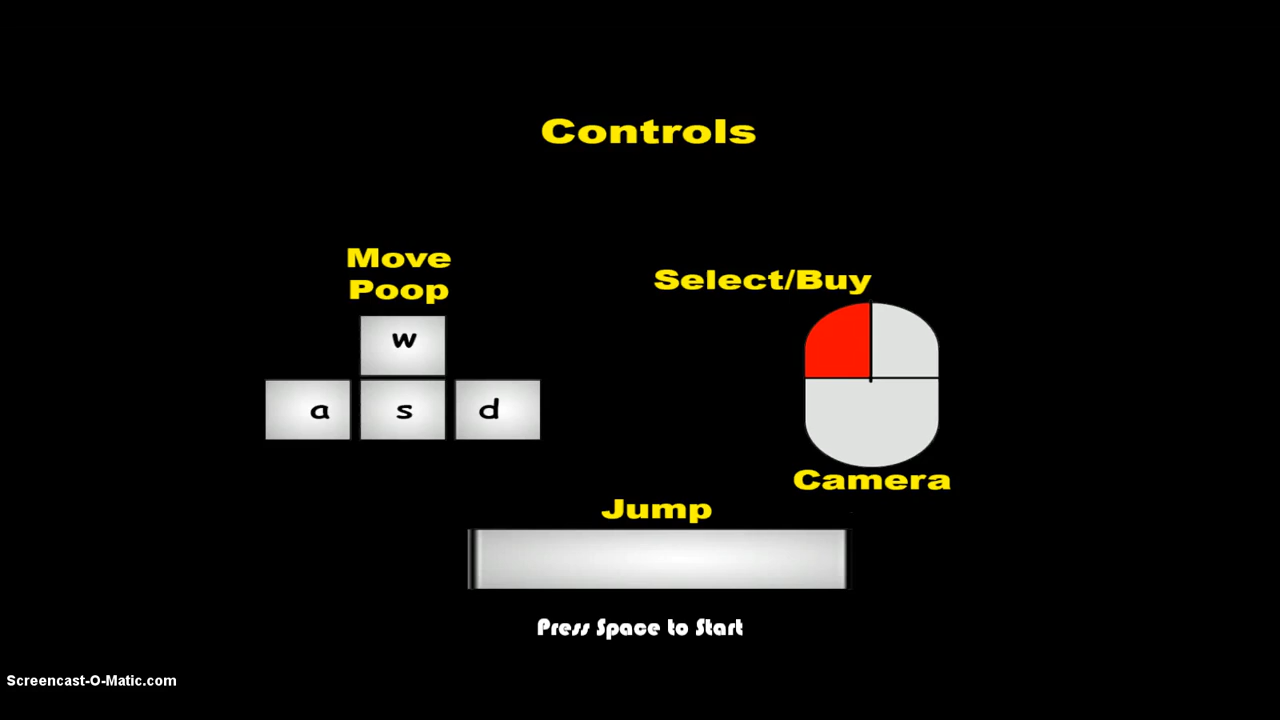 Controls
Move
Poop
w
a s d
Select/Buy
Camera
Jump
Press Space to Start
Screencast-O-Matic.com